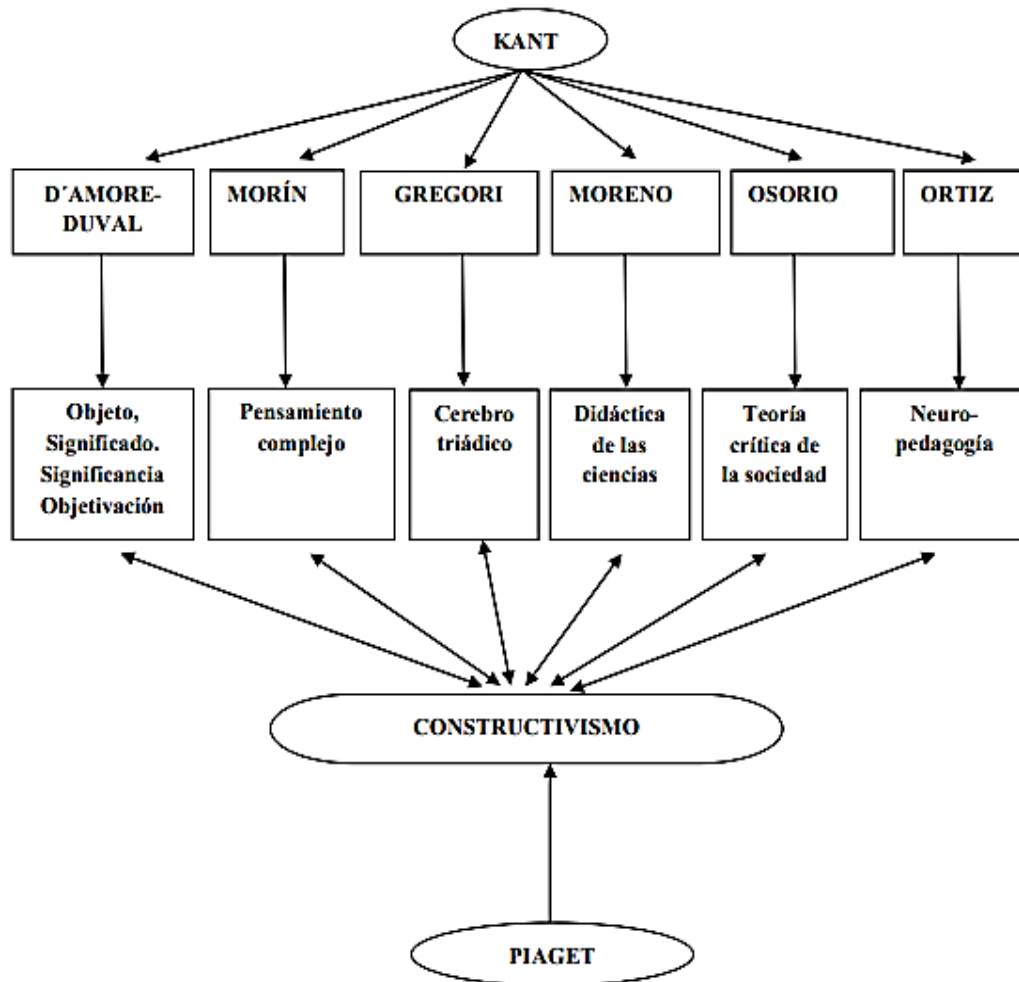 KANT
D´AMORE-
DUVAL
MORÍN
GREGORI
MORENO
OSORIO
ORTIZ
Objeto,
Significado.
Significancia
Objetivación
Pensamiento
complejo
Cerebro
triádico
Didáctica
de las
ciencias
Teoría
crítica de
la sociedad
Neuro-
pedagogía
CONSTRUCTIVISMO
PIAGET